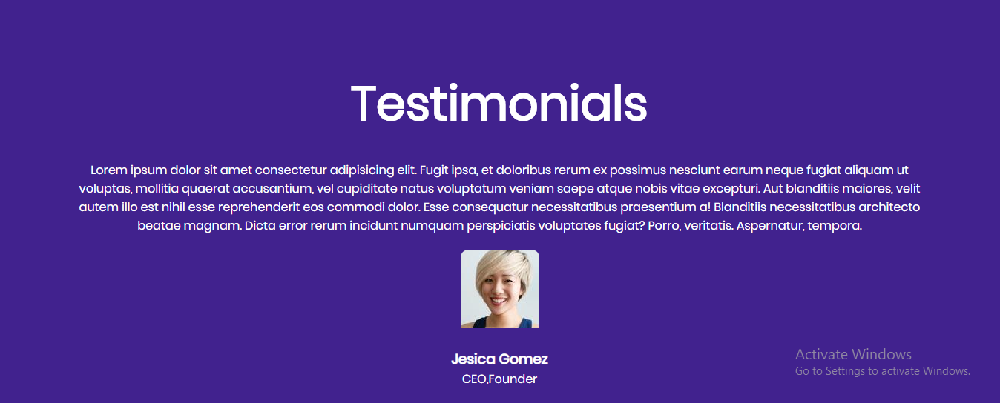 Testimonials
Lorem ipsum dolor sit amet consectetur adipisicing elit. Fugit ipsa, et doloribus rerum ex possimus nesciunt earum neque fugiat aliquam ut
voluptas, mollitia quaerat accusantium, vel cupiditate natus voluptatum veniam saepe atque nobis vitae excepturi. Aut blanditiis maiores, velit
autem illo est nihil esse reprehenderit eos commodi dolor. Esse consequatur necessitatibus praesentium a! Blanditiis necessitatibus architecto
beatae magnam. Dicta error rerum incidunt numquam perspiciatis voluptates fugiat? Porro, veritatis. Aspernatur, tempora.
Jesica Gomez
CEO,Founder
Activate Windows
Go to Settings to activate Windows.